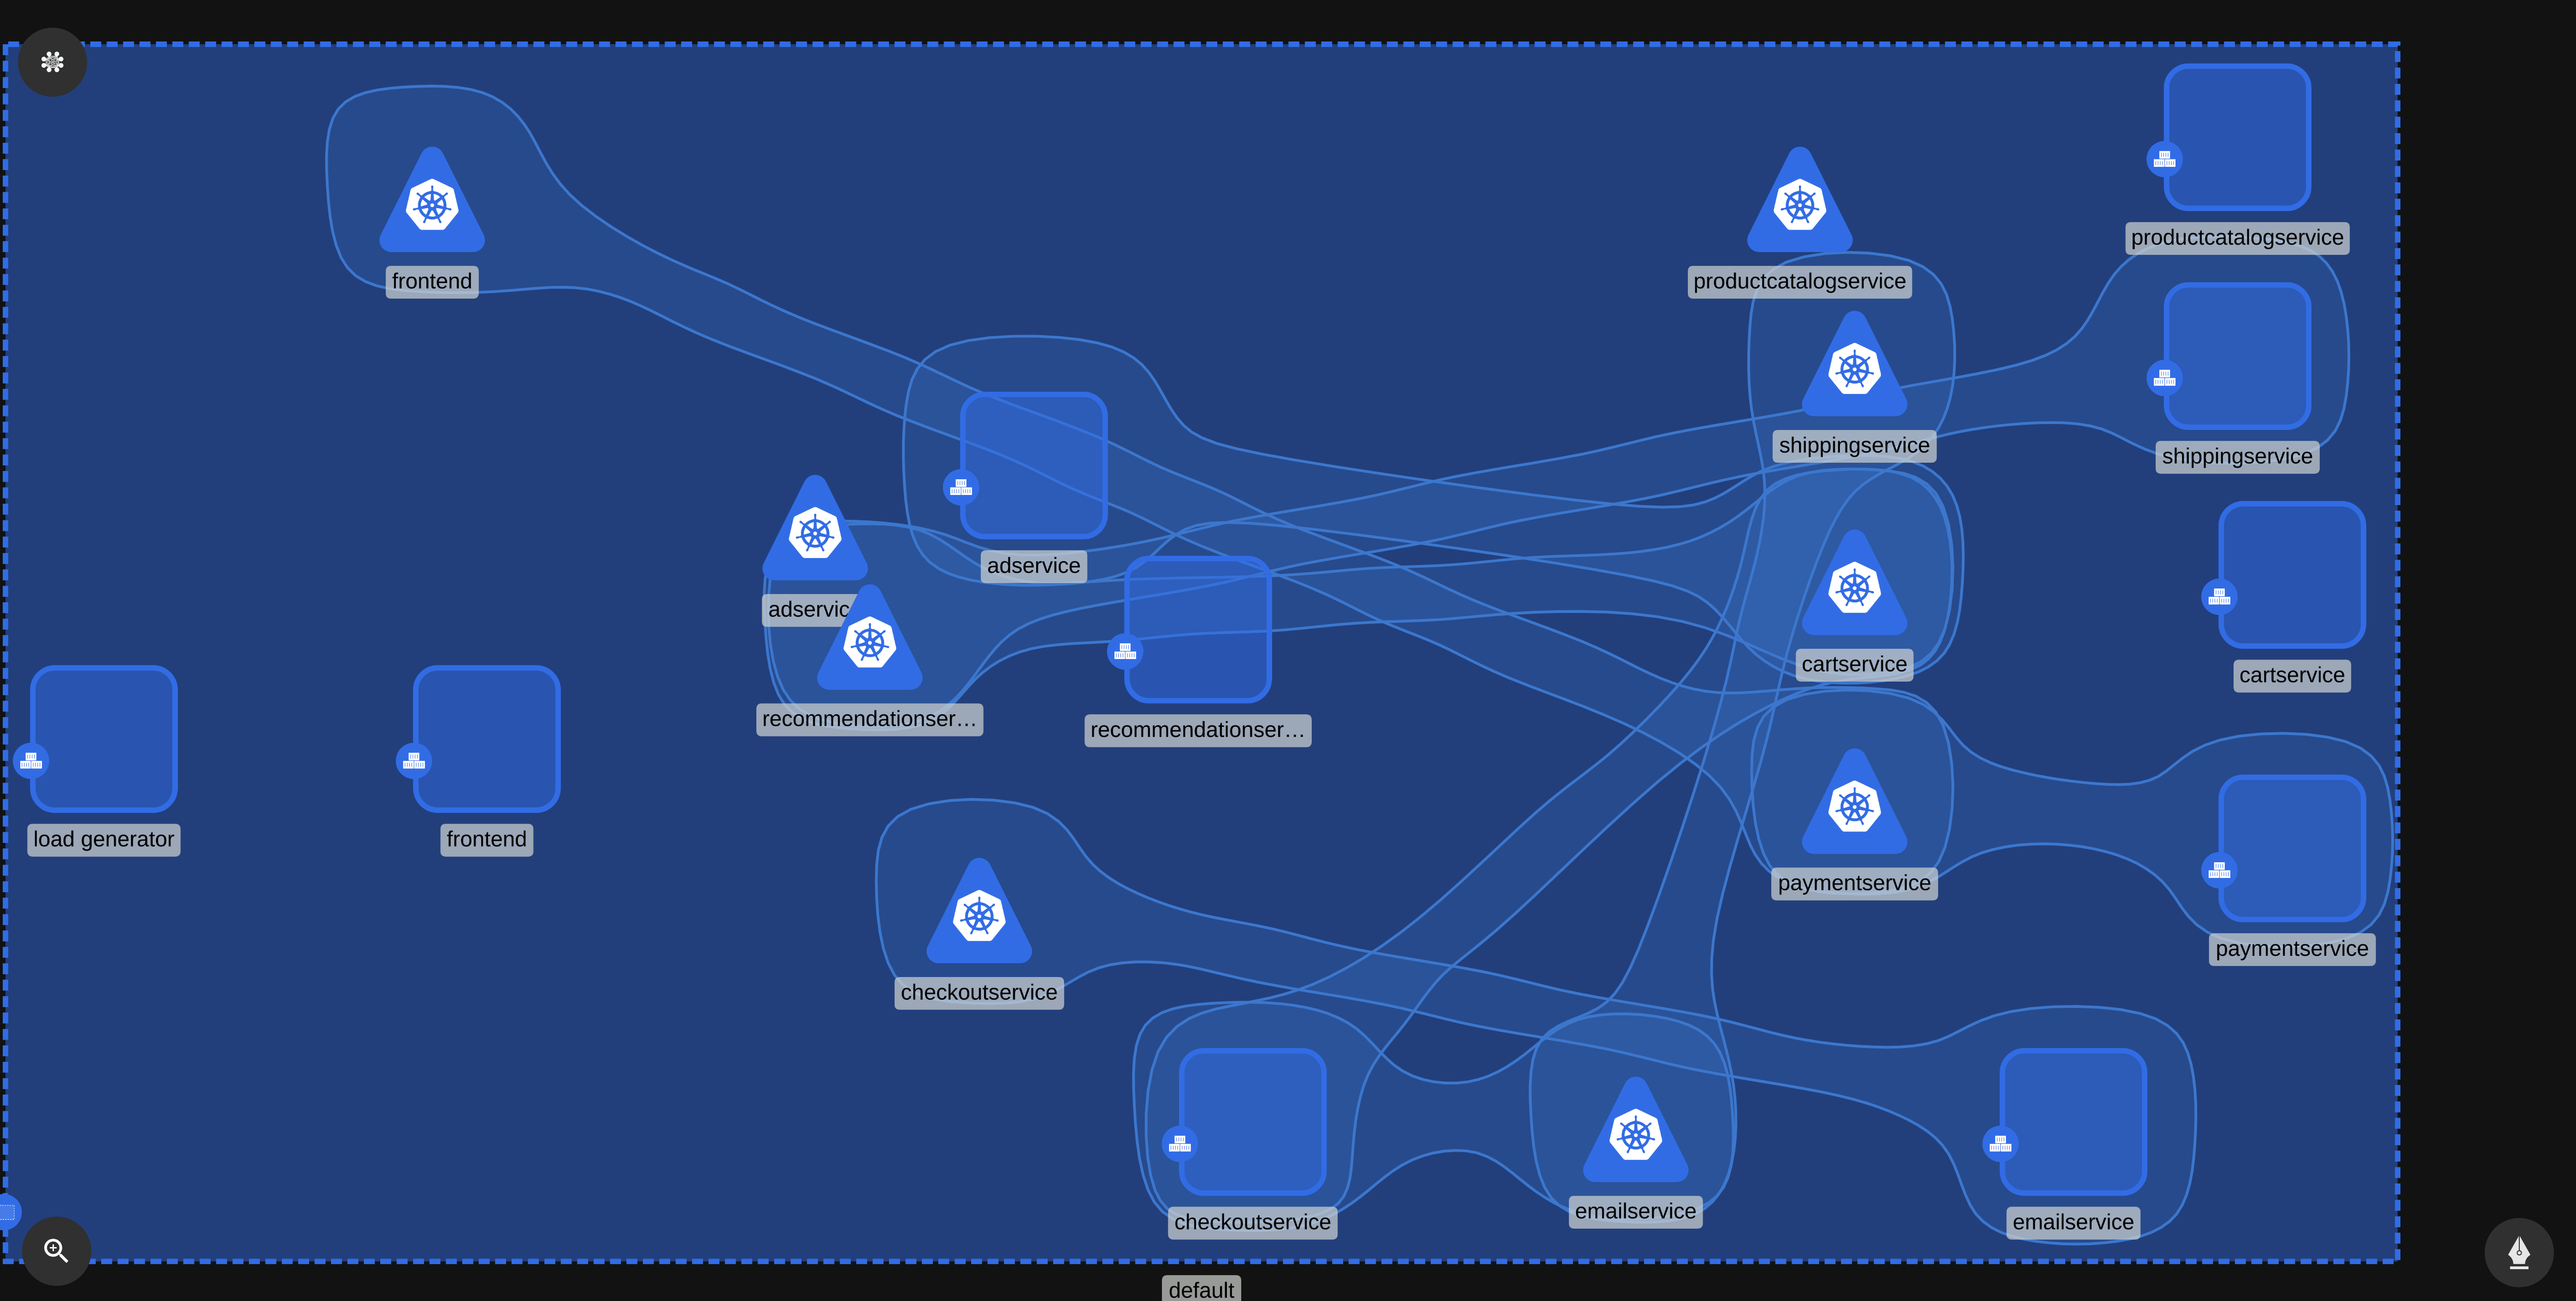 productcatalogservice
frontend
productcatalogservice
shippingservice
shippingservice
adservice
adservic
cartservice
cartservice
recommendationser…
recommendationser…
load generator
frontend
paymentservice
paymentservice
checkoutservice
emailservice
checkoutservice
emailservice
default